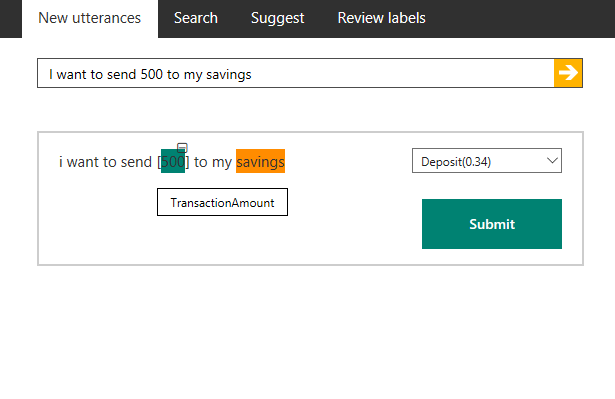 New utterances Search Suggest Review labels
I want to send 500 to my savings
i want to send [500] to my savings Deposit(0.34)
TransactionAmount
Submit